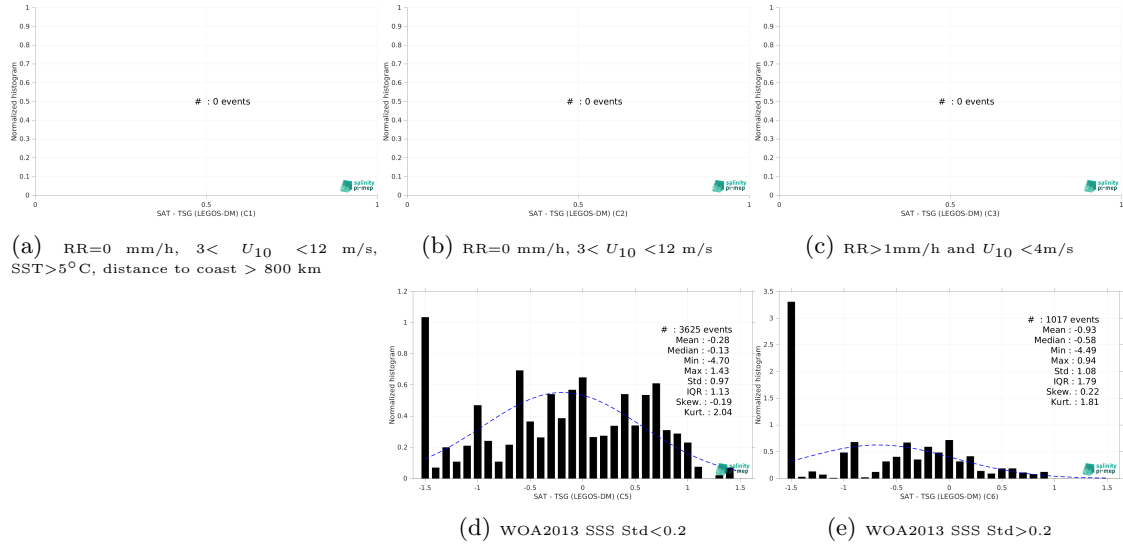 1
0.9
0.8
0.7
0.6
0.5
0.4
0.3
0.2
0.1
0
Normalized histogram
# : 0 events
salinity
pi-mep
0 0.5 1
SAT - TSG (LEGOS-DM) (C1)
1
0.9
0.8
0.7
0.6
0.5
0.4
0.3
0.2
0.1
0
Normalized histogram
# : 0 events
salinity
pi-mep
0 0.5 1
SAT - TSG (LEGOS-DM) (C2)
1
0.9
0.8
0.7
0.6
0.5
0.4
0.3
0.2
0.1
0
Normalized histogram
# : 0 events
salinity
pi-mep
0 0.5 1
SAT - TSG (LEGOS-DM) (C3)
(a) RR=0 mm/h, 3< U10 <12 m/s,
SST>5°C, distance to coast > 800 km
(b) RR=0 mm/h, 3< U10 <12 m/s
(c) RR>1mm/h and U10 <4m/s
1.2
1
0.8
0.6
0.4
0.2
0
Normalized histogram
# : 3625 events
Mean : -0.28
Median : -0.13
Min : -4.70
Max : 1.43
Std : 0.97
IQR : 1.13
Skew. : -0.19
Kurt. : 2.04
salinity
pi-mep
-1.5 -1 -0.5 0 0.5 1 1.5
SAT - TSG (LEGOS-DM) (C5)
3.5
3
2.5
2
1.5
1
0.5
0
Normalized histogram
# : 1017 events
Mean : -0.93
Median : -0.58
Min : -4.49
Max : 0.94
Std : 1.08
IQR : 1.79
Skew. : 0.22
Kurt. : 1.81
salinity
pi-mep
-1.5 -1 -0.5 0 0.5 1 1.5
SAT - TSG (LEGOS-DM) (C6)
(d) WOA2013 SSS Std<0.2
(e) WOA2013 SSS Std>0.2